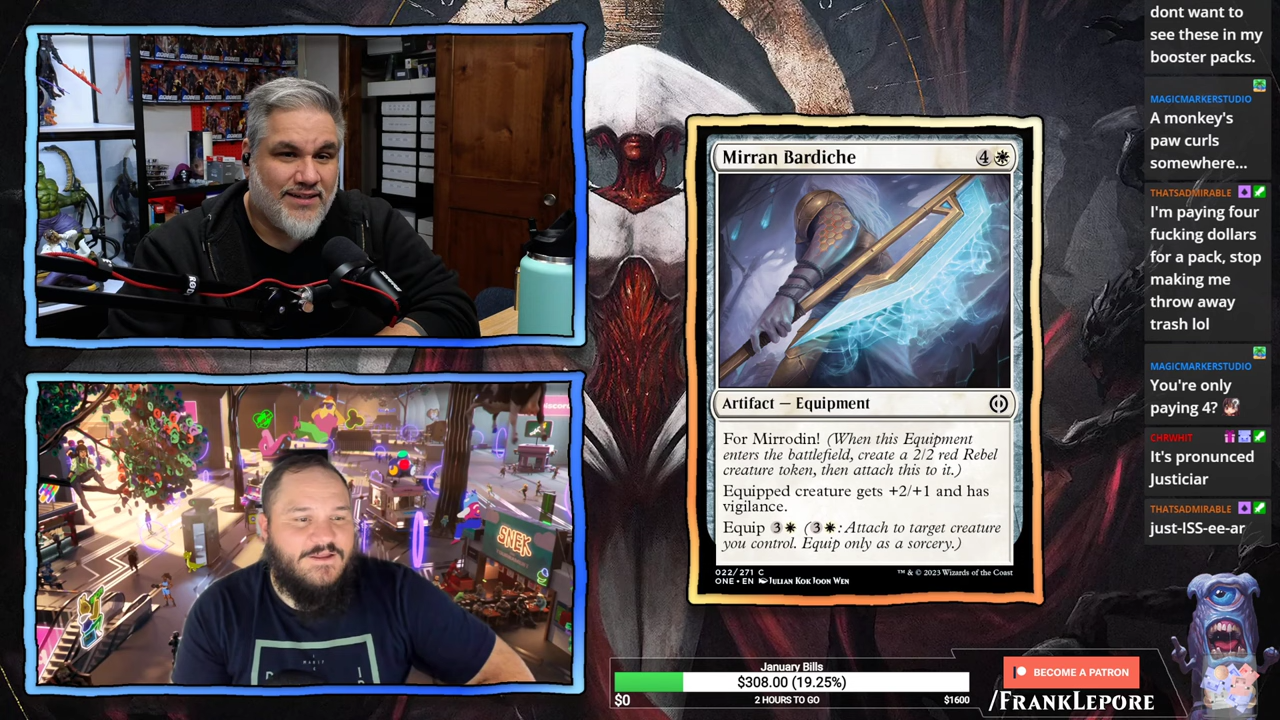 Mirran Bardiche
4
Artifact — Equipment
For Mirrodin! (When this Equipment
enters the battlefield, create a 2/2 red Rebel
creature token, then attach this to it.)
Equipped creature gets +2/+1 and has
vigilance.
Equip 3 (3: Attach to target creature
you control. Equip only as a sorcery.)
022/271 C
ONE • EN Julian Kok Joon Wen
™ & © 2023 Wizards of the Coast
dont want to
see these in my
booster packs.
MAGICMARKERSTUDIO
A monkey's
paw curls
somewhere...
THATSADMIRABLE
I'm paying four
fucking dollars
for a pack, stop
making me
throw away
trash lol
MAGICMARKERSTUDIO
You're only
paying 4?
CHRWHIT
It's pronounced
Justiciar
THATSADMIRABLE
just-ISS-ee-ar
SNEK
January Bills
$308.00 (19.25%)
$0
2 HOURS TO GO
$1600
BECOME A PATRON
/FrankLepore